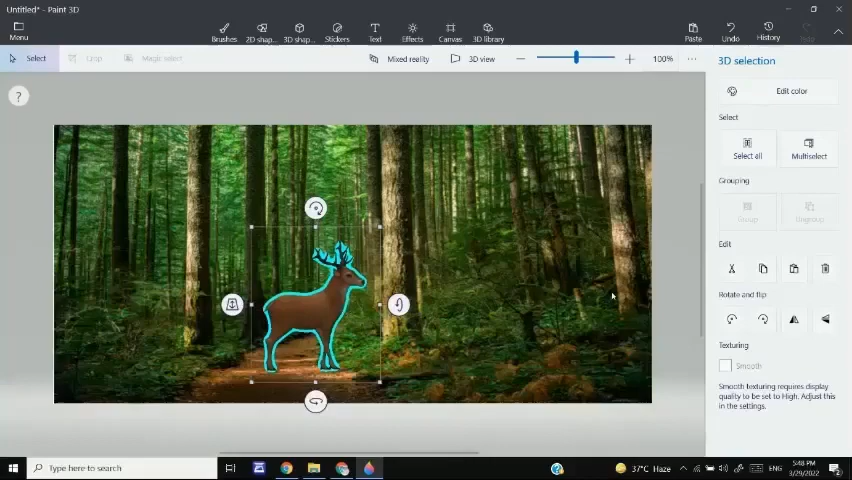 Untitled* - Paint 3D
Menu
Brushes
2D shap...
3D shap...
Stickers
Text
Effects
Canvas
3D library
Paste
Undo
History
Select
Crop
Magic select
Mixed reality
3D view
100%
?
3D selection
Edit color
Select
Select all
Multiselect
Grouping
Group
Ungroup
Edit
Rotate and flip
Texturing
Smooth
Smooth texturing requires display
quality to be set to High. Adjust this
in the settings.
Type here to search
37°C Haze
5:48 PM
3/29/2022
2